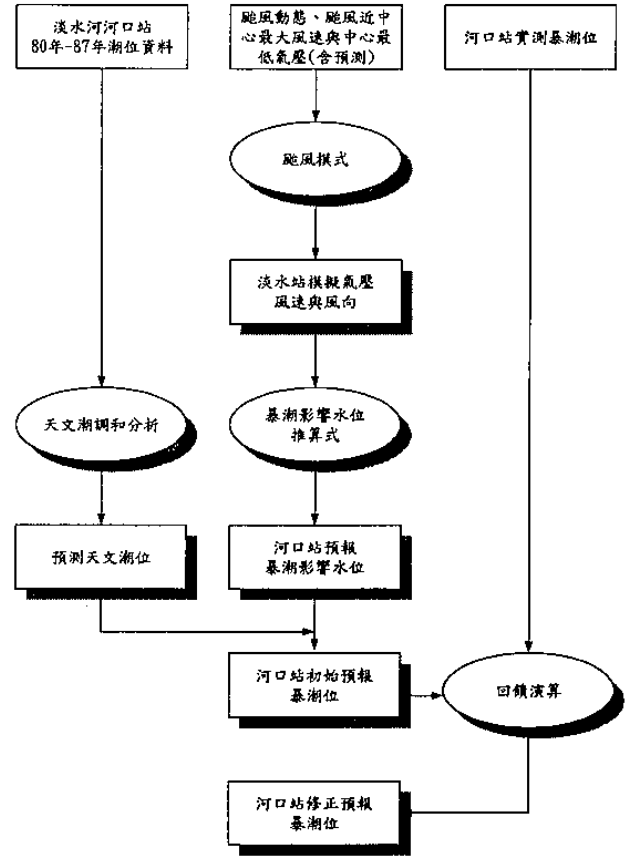 淡水河河口站
80年-87年潮位資料
颱風動態、颱風近中
心最大風速與中心最
低氣壓(含預測)
河口站實測暴潮位
颱風模式
淡水站模擬氣壓
風速與風向
天文潮調和分析
暴潮影響水位
推算式
預測天文潮位
河口站預報
暴潮影響水位
河口站初始預報
暴潮位
回饋演算
河口站修正預報
暴潮位